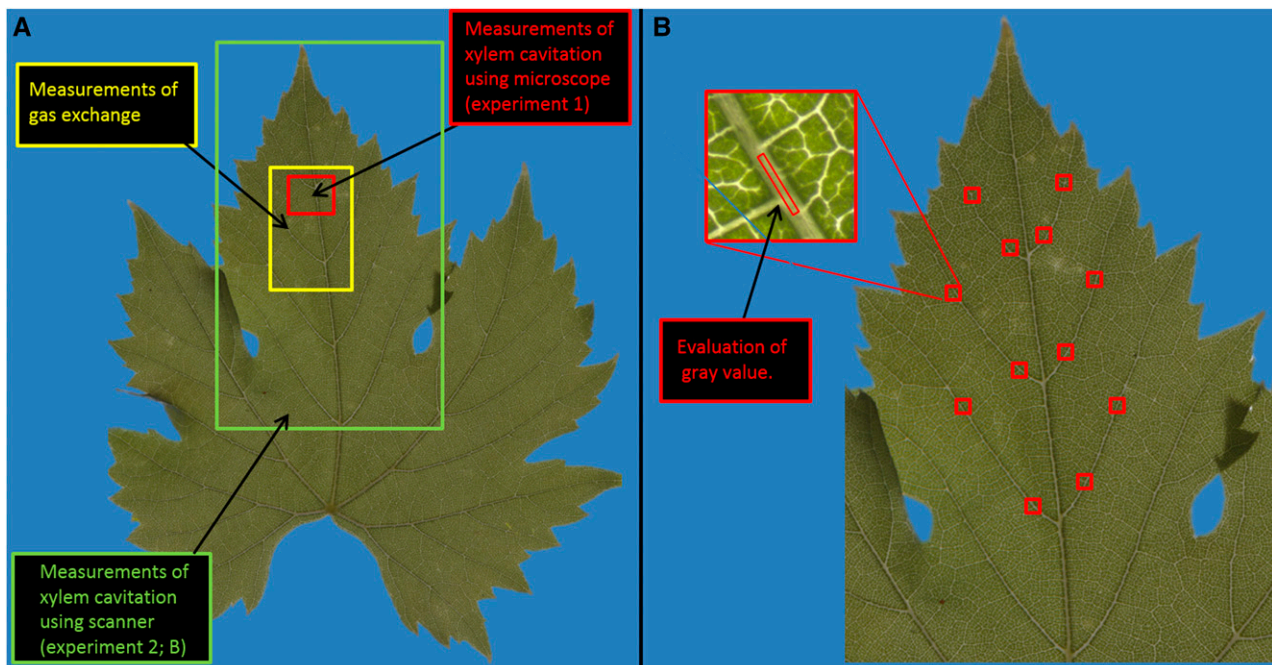 A
Measurements of
gas exchange
Measurements of
xylem cavitation
using microscope
(experiment 1)
Measurements of
xylem cavitation
using scanner
(experiment 2; B)
B
Evaluation of
gray value.